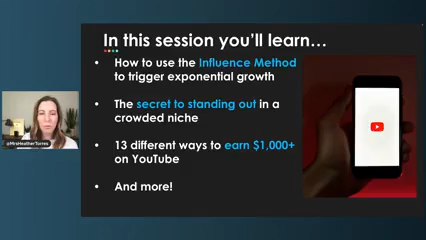 In this session you'll learn...
• How to use the Influence Method
to trigger exponential growth
• The secret to standing out in a
crowded niche
• 13 different ways to earn $1,000+
on YouTube
• And more!
@MrsHeatherTorres